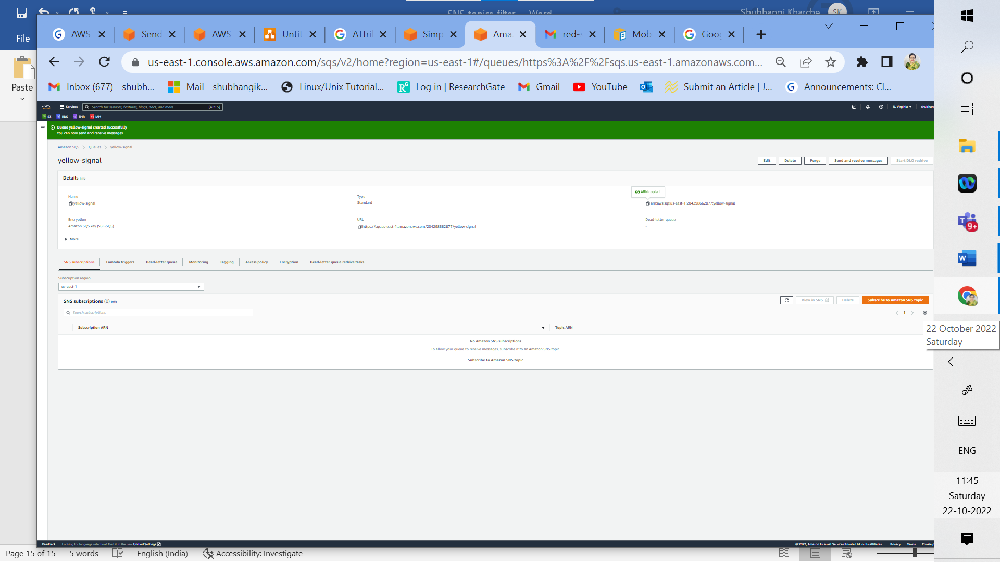 SNS_topics_filter - Word
Shubhangi Kharche
SK
File
AWS
Send
AWS
Untit
ATtri
Simp
Ama
red-s
Mob
Goo
us-east-1.console.aws.amazon.com/sqs/v2/home?region=us-east-1#/queues/https%3A%2F%2Fsqs.us-east-1.amazonaws.com...
Paste
Inbox (677) - shubh...
Mail - shubhangik...
Linux/Unix Tutorial...
Log in | ResearchGate
Gmail
YouTube
Submit an Article | J...
Announcements: Cl...
aws
Services
Search for services, features, blogs, docs, and more
[Alt+S]
N. Virginia
shubhang
S3
RDS
EMR
IAM
Queue yellow-signal created successfully
You can now send and receive messages.
Amazon SQS
Queues
yellow-signal
yellow-signal
Edit
Delete
Purge
Send and receive messages
Start DLQ redrive
Details Info
ARN copied.
Name
yellow-signal
Type
Standard
arn:aws:sqs:us-east-1:204298662877:yellow-signal
Encryption
Amazon SQS key (SSE-SQS)
URL
https://sqs.us-east-1.amazonaws.com/204298662877/yellow-signal
Dead-letter queue
-
More
SNS subscriptions
Lambda triggers
Dead-letter queue
Monitoring
Tagging
Access policy
Encryption
Dead-letter queue redrive tasks
Subscription region
us-east-1
SNS subscriptions (0) Info
View in SNS
Delete
Subscribe to Amazon SNS topic
Search subscriptions
1
Subscription ARN
Topic ARN
No Amazon SNS subscriptions
To allow your queue to receive messages, subscribe it to an Amazon SNS topic.
Subscribe to Amazon SNS topic
Feedback
Looking for language selection? Find it in the new Unified Settings
© 2022, Amazon Internet Services Private Ltd. or its affiliates.
Privacy
Terms
Cookie p
Page 15 of 15
5 words
English (India)
Accessibility: Investigate
9+
22 October 2022
Saturday
ENG
11:45
Saturday
22-10-2022